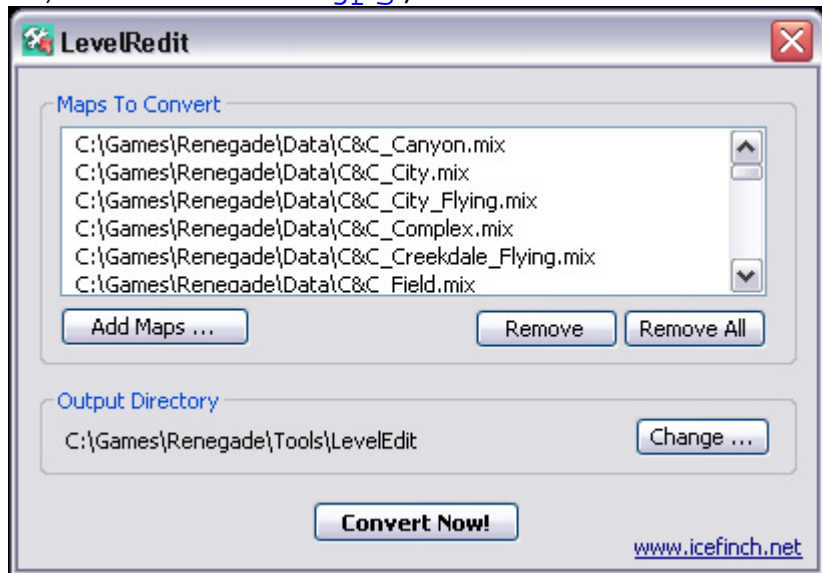 LevelRedit
Maps To Convert
C:\Games\Renegade\Data\C&C_Canyon.mix
C:\Games\Renegade\Data\C&C_City.mix
C:\Games\Renegade\Data\C&C_City_Flying.mix
C:\Games\Renegade\Data\C&C_Complex.mix
C:\Games\Renegade\Data\C&C_Creekdale_Flying.mix
C:\Games\Renegade\Data\C&C_Field.mix
Add Maps ... Remove Remove All
Output Directory
C:\Games\Renegade\Tools\LevelEdit Change ...
Convert Now!
www.icefinch.net